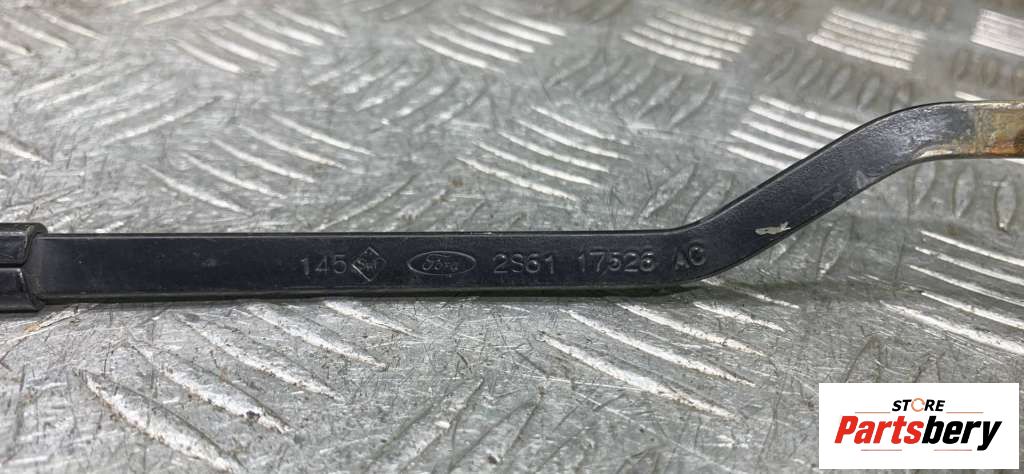 145 Ford 2S61 17526 AC
STORE
Partsbery